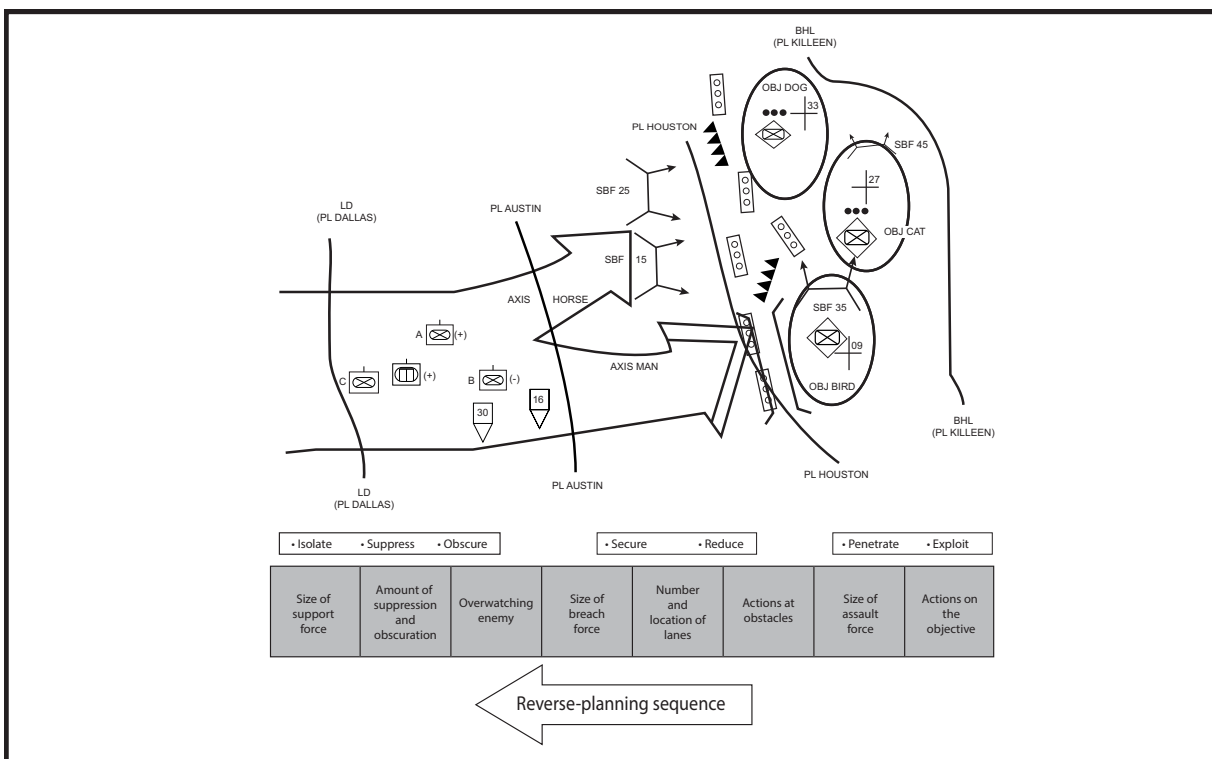 BHL
(PL KILLEEN)
OBJ DOG
33
PL HOUSTON
SBF 45
SBF 25
27
LD
(PL DALLAS)
PL AUSTIN
OBJ CAT
SBF 15
AXIS HORSE
SBF 35
A (+)
09
AXIS MAN
C (+) B (-)
OBJ BIRD
16
30
BHL
(PL KILLEEN)
PL HOUSTON
PL AUSTIN
LD
(PL DALLAS)
• Isolate • Suppress • Obscure
• Secure • Reduce
• Penetrate • Exploit
Size of
support
force
Amount of
suppression
and
obscuration
Overwatching
enemy
Size of
breach
force
Number
and
location of
lanes
Actions at
obstacles
Size of
assault
force
Actions on
the
objective
Reverse-planning sequence